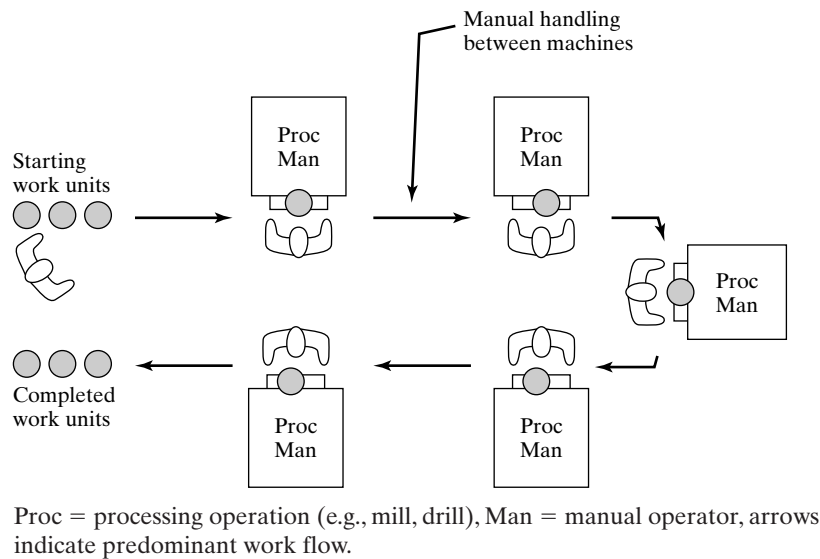 Manual handling
between machines
Proc
Man
Proc
Man
Starting
work units
Proc
Man
Completed
work units
Proc
Man
Proc
Man
Proc = processing operation (e.g., mill, drill), Man = manual operator, arrows
indicate predominant work flow.